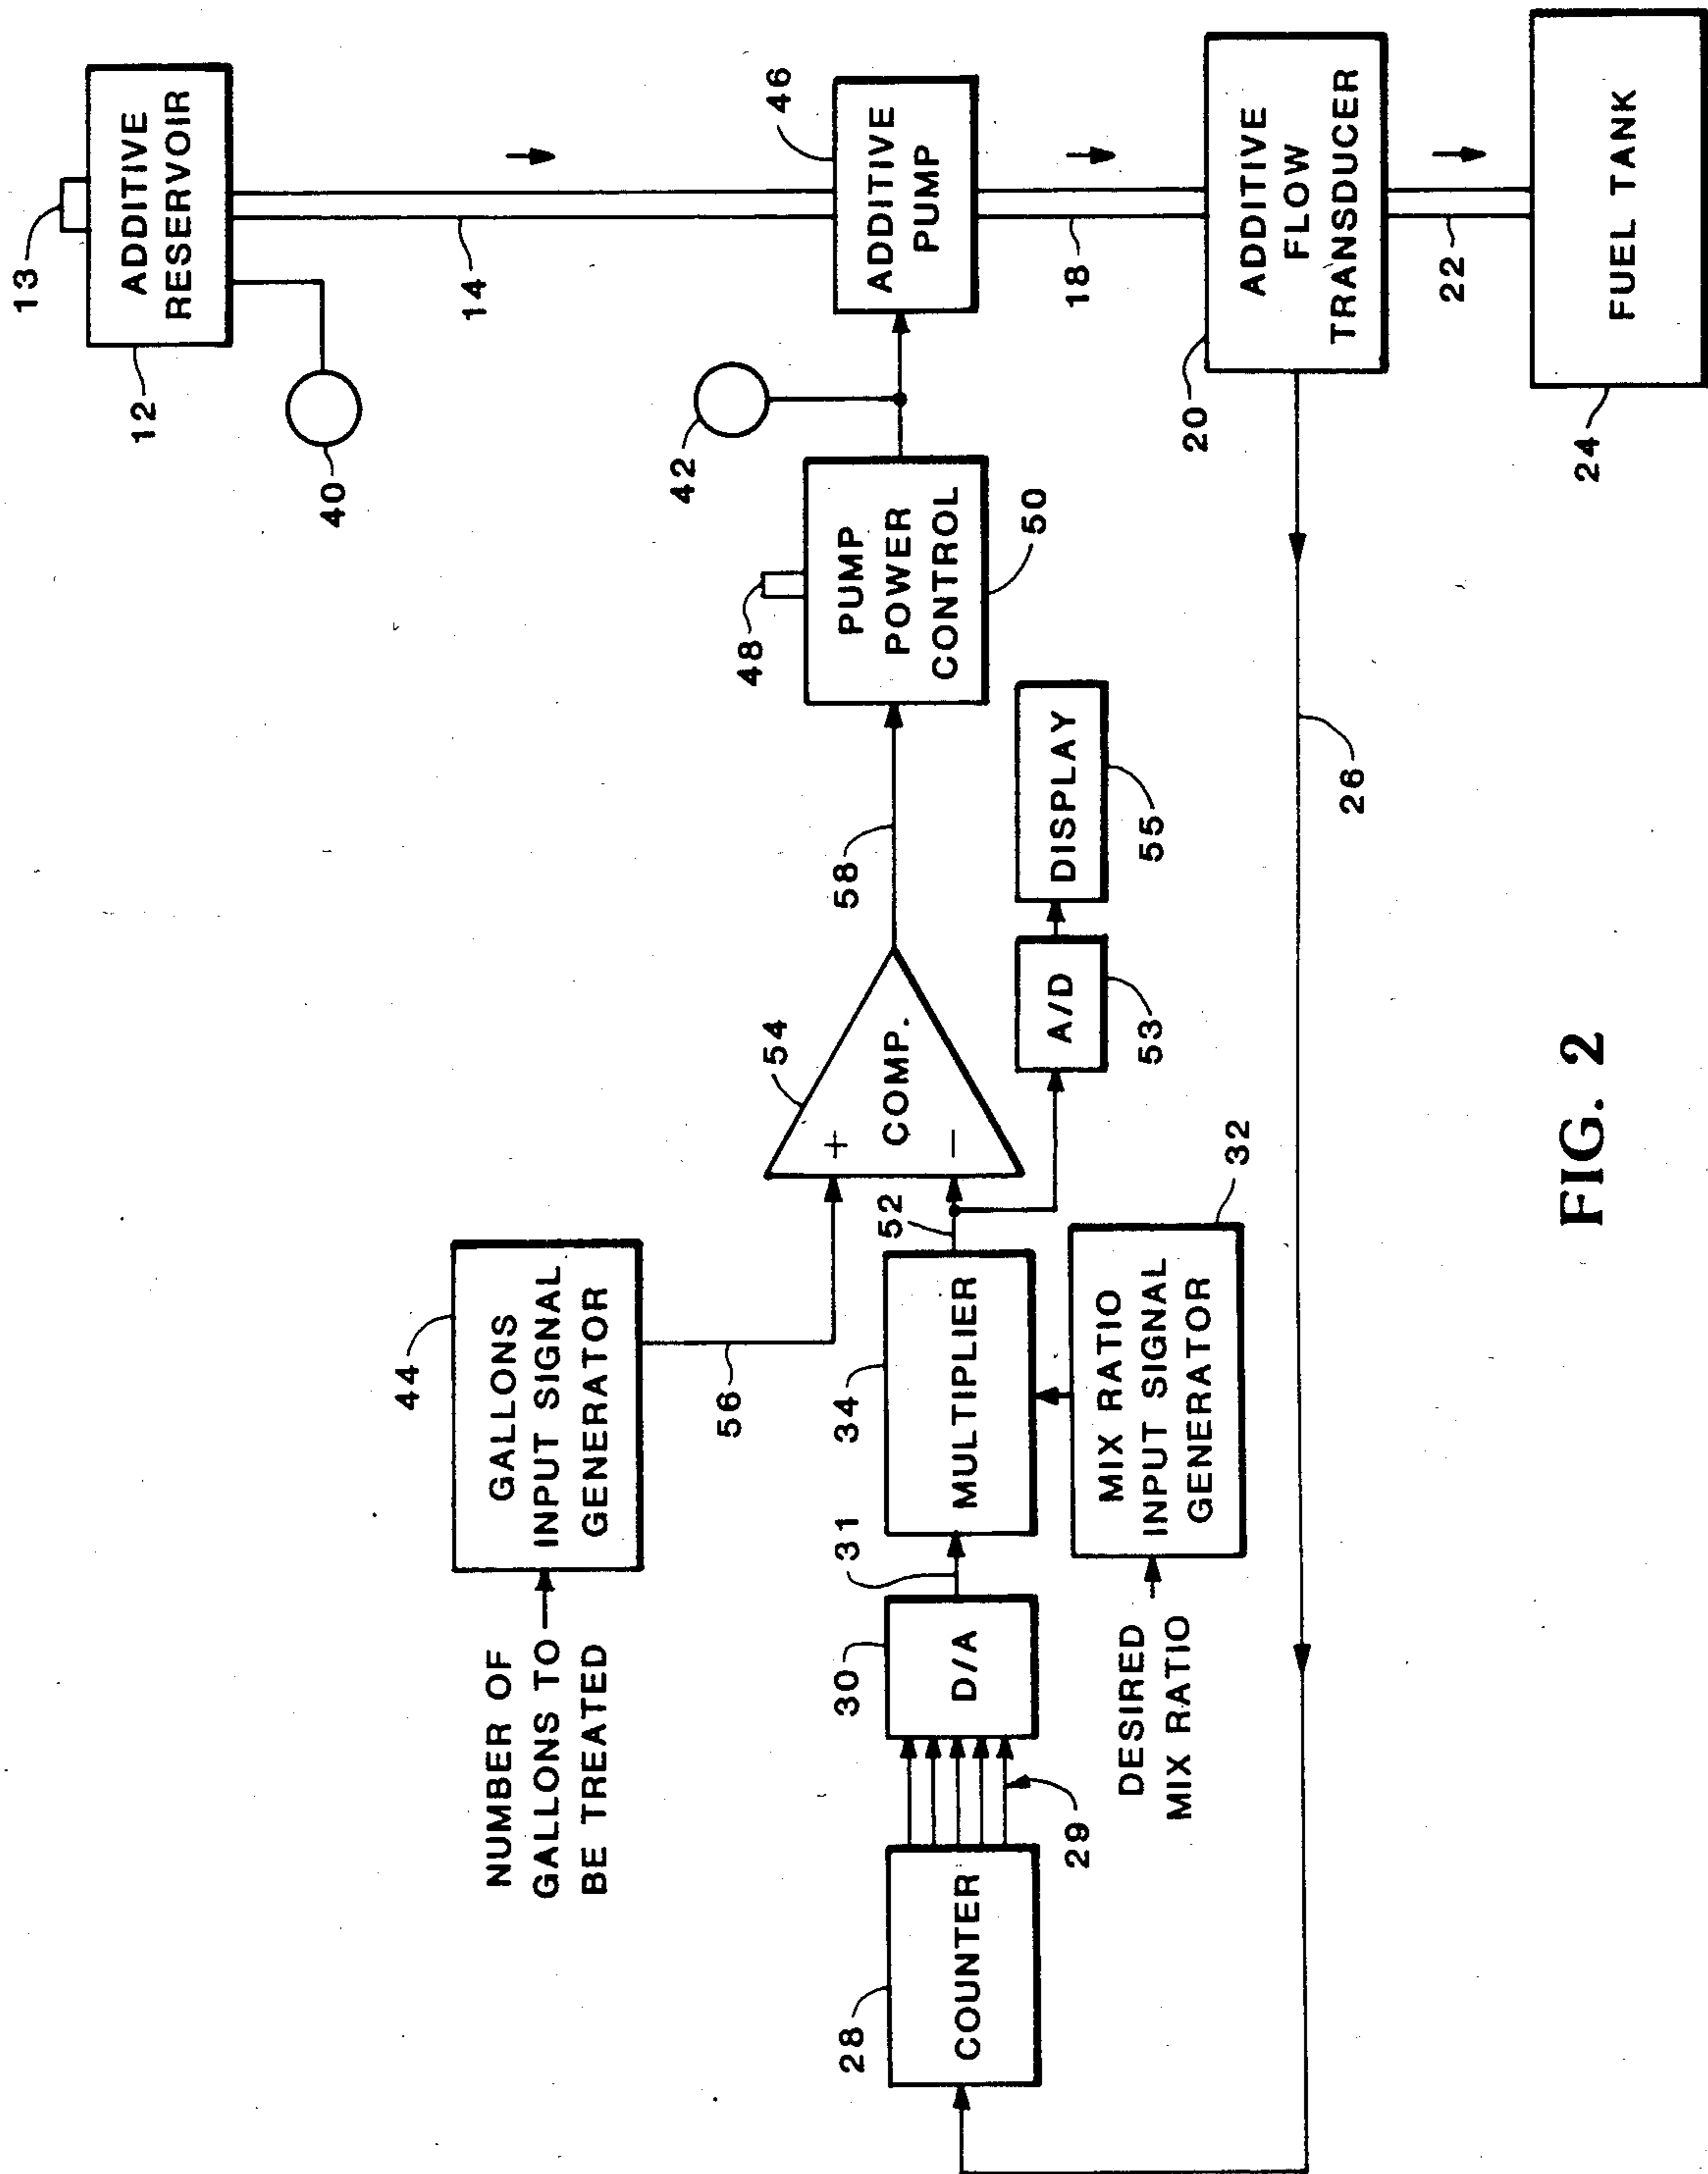 13
ADDITIVE
RESERVOIR
12
40
14
46
ADDITIVE
PUMP
42
48
PUMP
POWER
CONTROL
50
18
ADDITIVE
FLOW
TRANSDUCER
20
22
FUEL TANK
24
26
NUMBER OF
GALLONS TO
BE TREATED
44
GALLONS
INPUT SIGNAL
GENERATOR
56
54
+
COMP.
−
58
52
A/D
53
DISPLAY
55
28
COUNTER
29
30
D/A
31
34
MULTIPLIER
32
MIX RATIO
INPUT SIGNAL
GENERATOR
DESIRED
MIX RATIO
FIG. 2